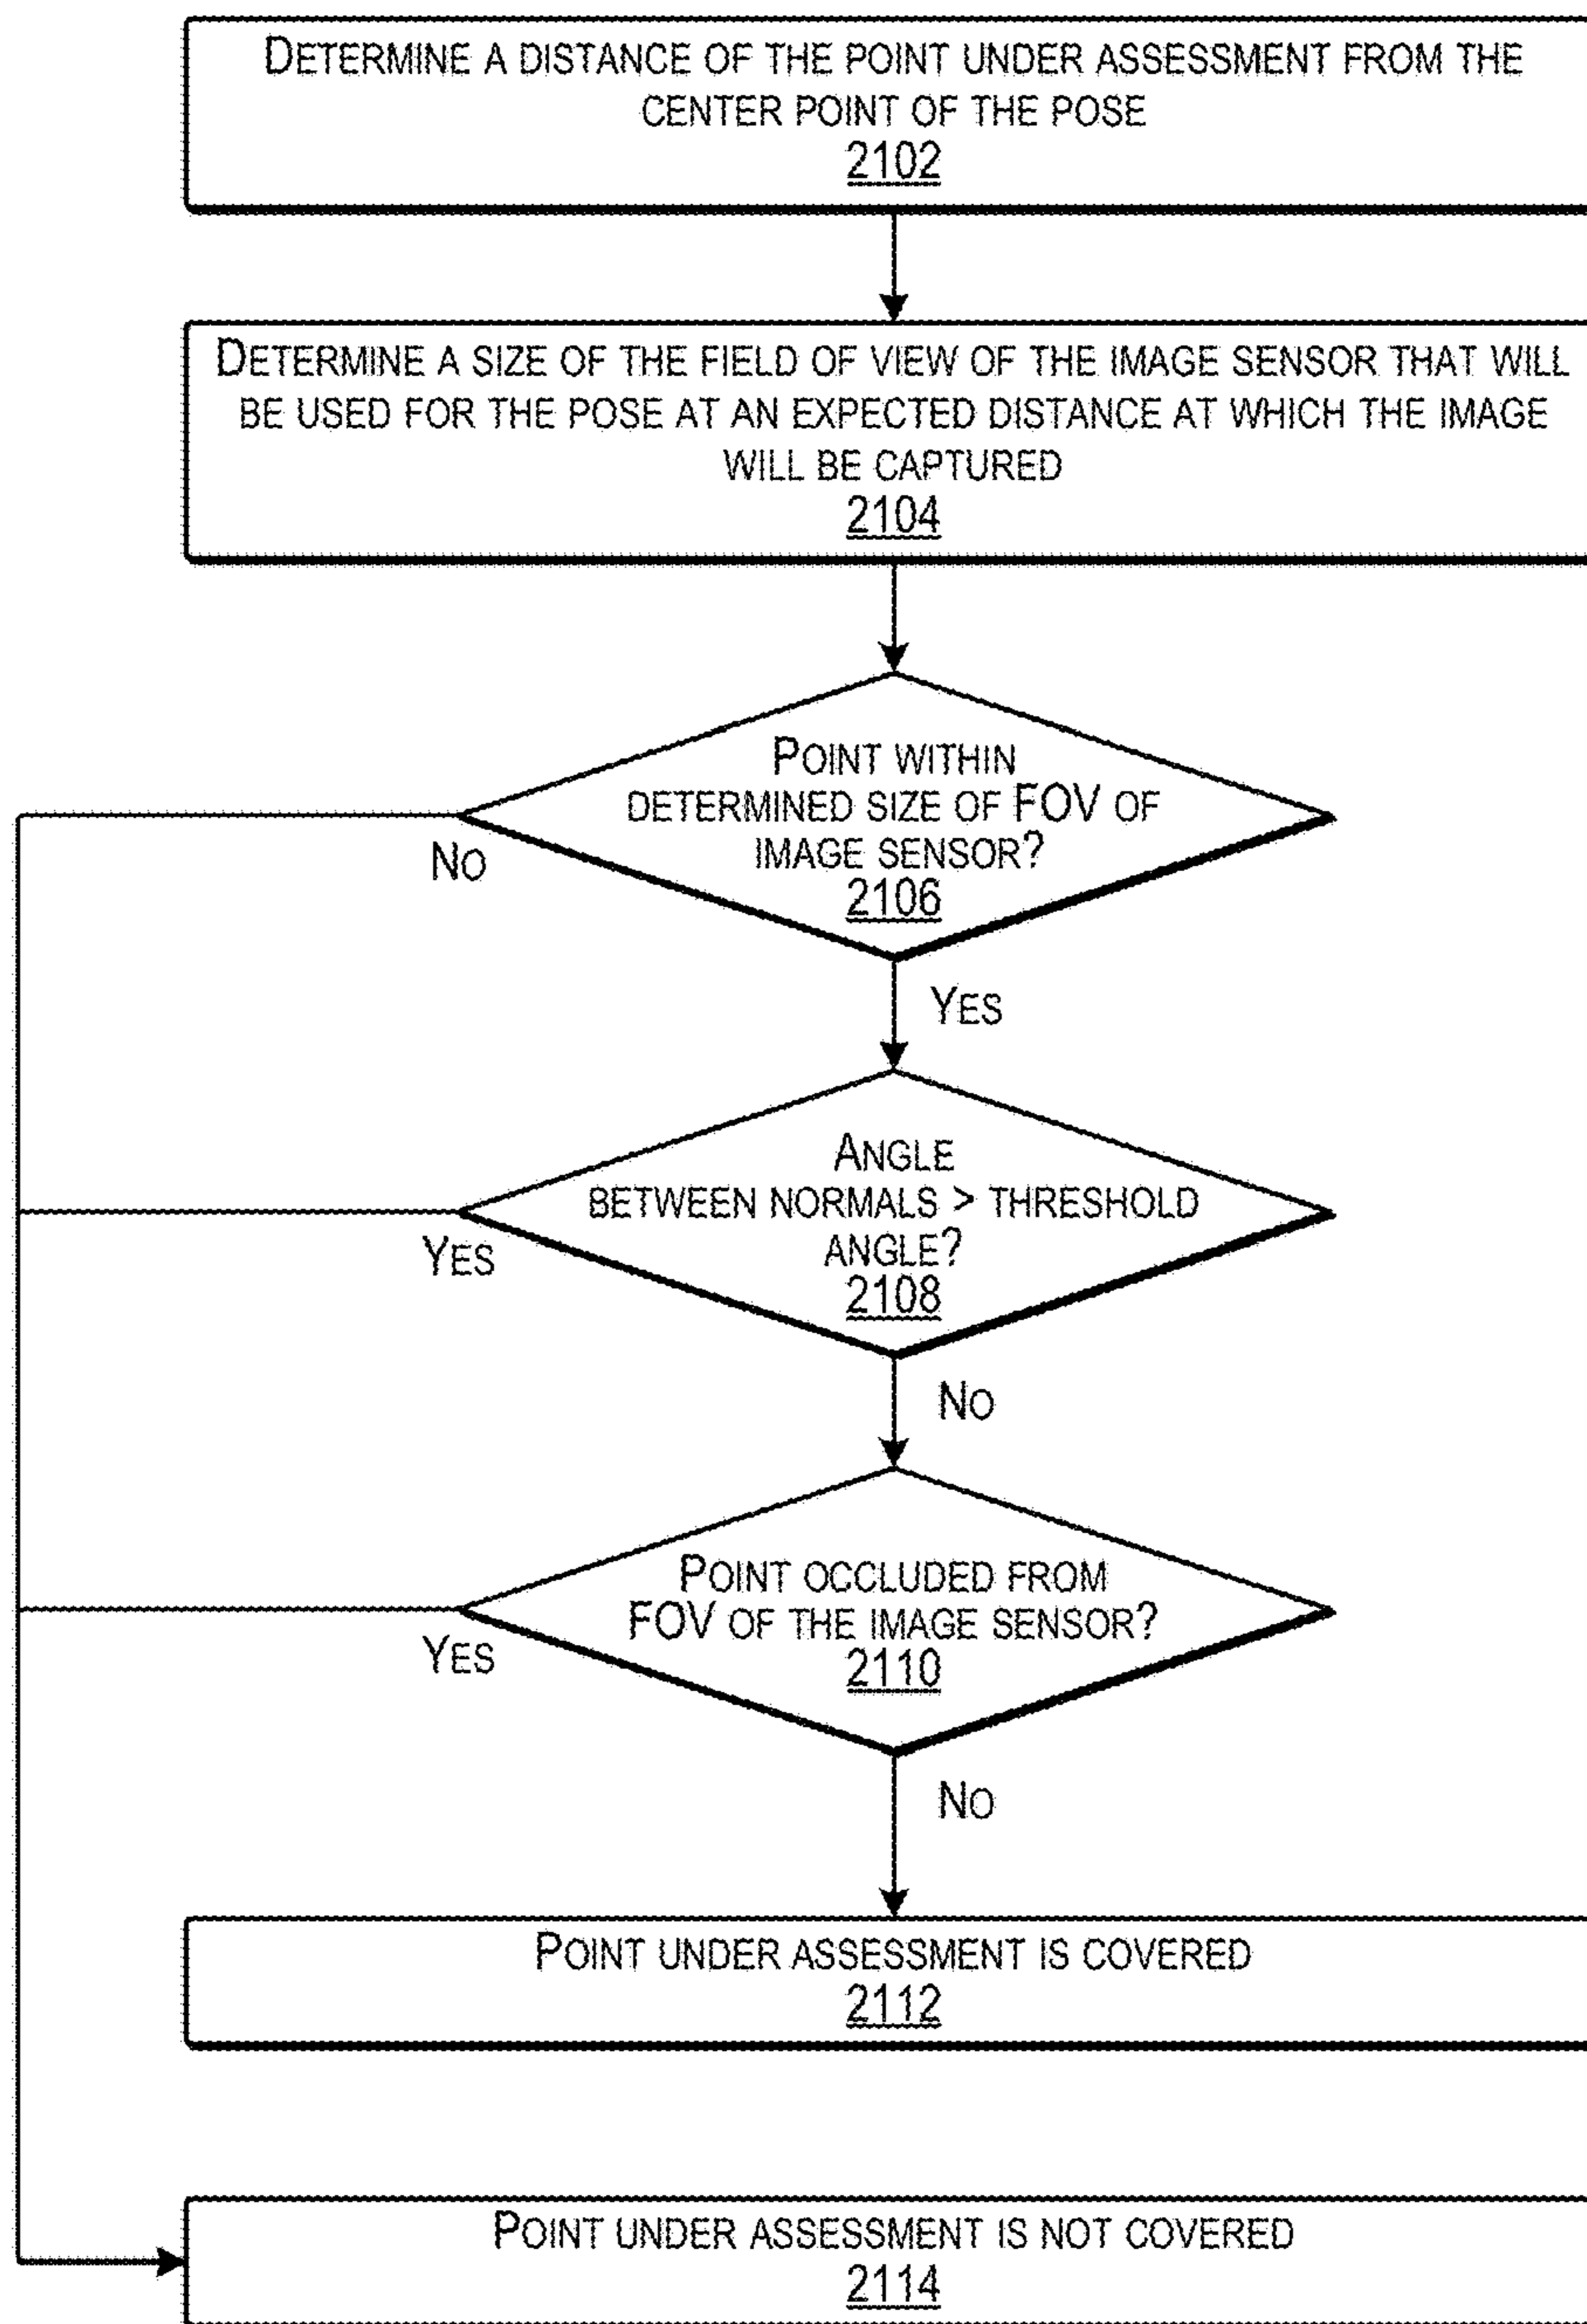 DETERMINE A DISTANCE OF THE POINT UNDER ASSESSMENT FROM THE
CENTER POINT OF THE POSE
2102
DETERMINE A SIZE OF THE FIELD OF VIEW OF THE IMAGE SENSOR THAT WILL
BE USED FOR THE POSE AT AN EXPECTED DISTANCE AT WHICH THE IMAGE
WILL BE CAPTURED
2104
POINT WITHIN
DETERMINED SIZE OF FOV OF
IMAGE SENSOR?
2106
NO
YES
ANGLE
BETWEEN NORMALS > THRESHOLD
ANGLE?
2108
YES
NO
POINT OCCLUDED FROM
FOV OF THE IMAGE SENSOR?
2110
YES
NO
POINT UNDER ASSESSMENT IS COVERED
2112
POINT UNDER ASSESSMENT IS NOT COVERED
2114